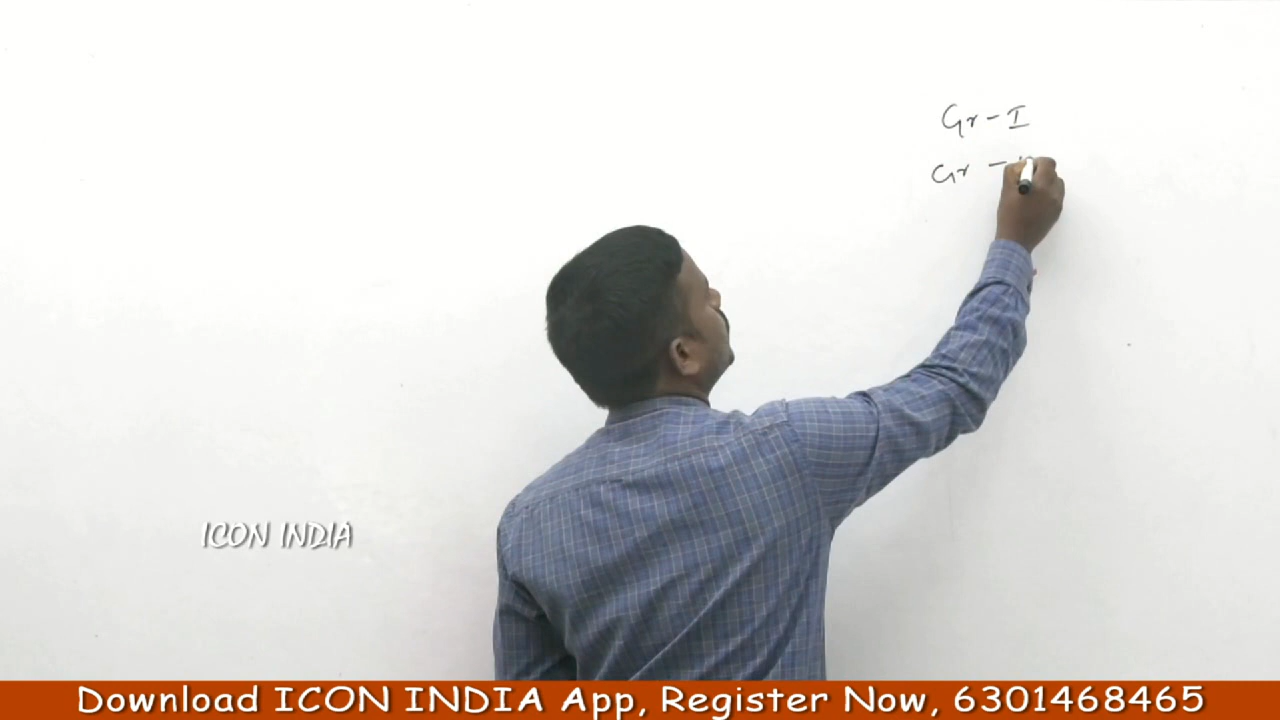 Gr - I
Gr -
ICON INDIA
Download ICON INDIA App, Register Now, 6301468465